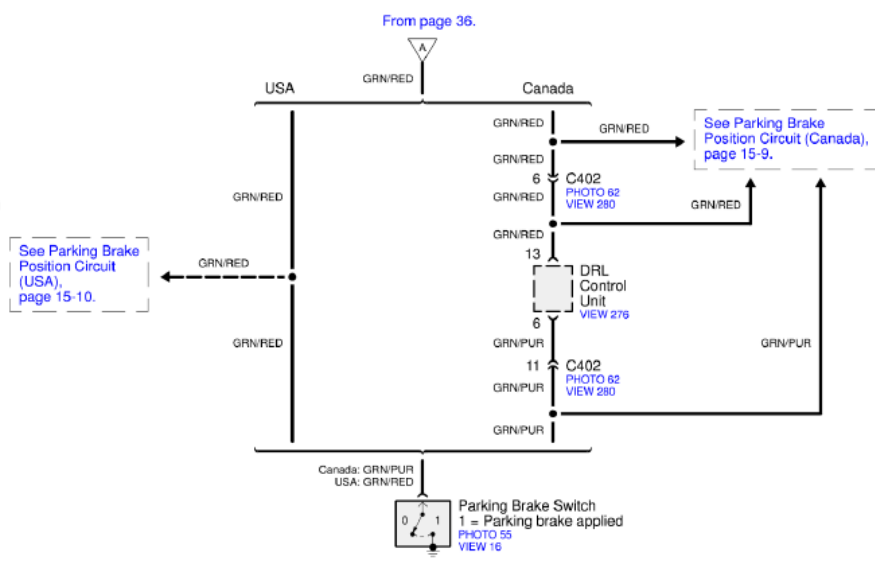 From page 36.
A
GRN/RED
USA
Canada
GRN/RED
GRN/RED
See Parking Brake
Position Circuit (Canada),
page 15-9.
GRN/RED
6
C402
PHOTO 62
VIEW 280
GRN/RED
GRN/RED
GRN/RED
GRN/RED
See Parking Brake
Position Circuit
(USA),
page 15-10.
GRN/RED
13
DRL
Control
Unit
VIEW 276
6
GRN/RED
GRN/PUR
GRN/PUR
11
C402
PHOTO 62
VIEW 280
GRN/PUR
GRN/PUR
Canada: GRN/PUR
USA: GRN/RED
0
1
Parking Brake Switch
1 = Parking brake applied
PHOTO 55
VIEW 16